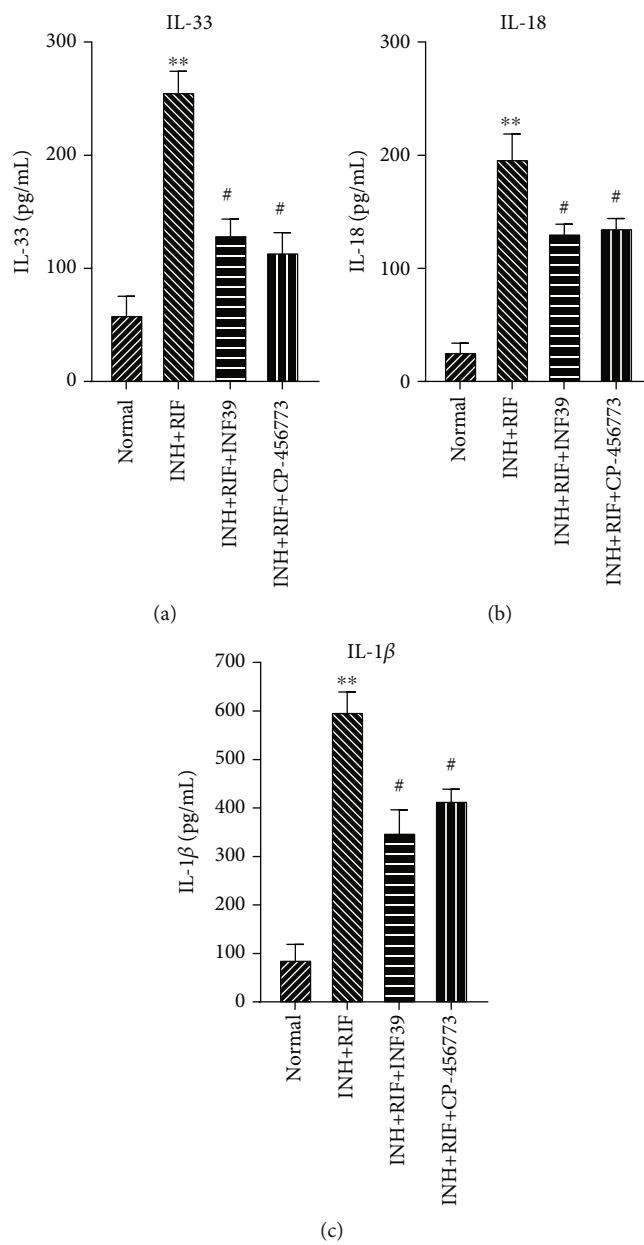 IL-33
300
**
200
#
#
100
0
IL-33 (pg/mL)
Normal
INH+RIF
INH+RIF+INF39
INH+RIF+CP-456773
(a)
IL-18
300
**
200
#
#
100
0
IL-18 (pg/mL)
Normal
INH+RIF
INH+RIF+INF39
INH+RIF+CP-456773
(b)
IL-1β
700
**
600
500
#
#
400
300
200
100
0
IL-1β (pg/mL)
Normal
INH+RIF
INH+RIF+INF39
INH+RIF+CP-456773
(c)